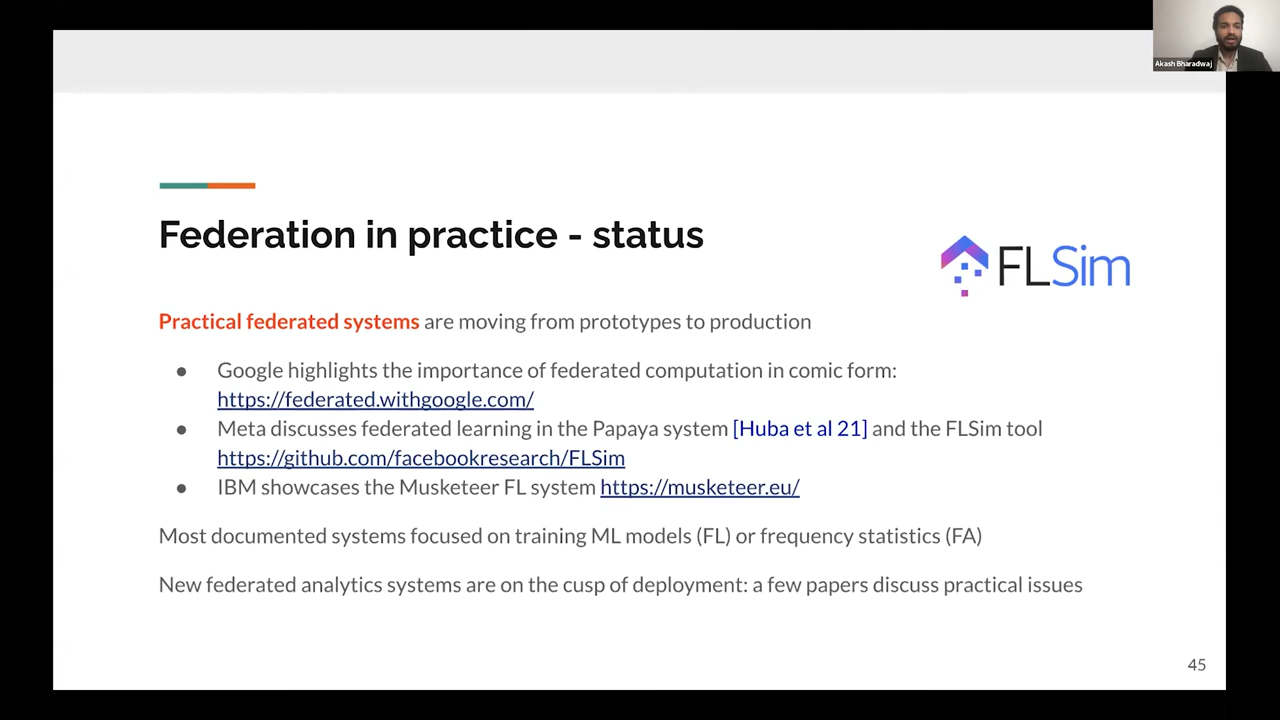 Akash Bharadwaj
Federation in practice - status
FLSim
Practical federated systems are moving from prototypes to production
● Google highlights the importance of federated computation in comic form:
https://federated.withgoogle.com/
● Meta discusses federated learning in the Papaya system [Huba et al 21] and the FLSim tool
https://github.com/facebookresearch/FLSim
● IBM showcases the Musketeer FL system https://musketeer.eu/
Most documented systems focused on training ML models (FL) or frequency statistics (FA)
New federated analytics systems are on the cusp of deployment: a few papers discuss practical issues
45